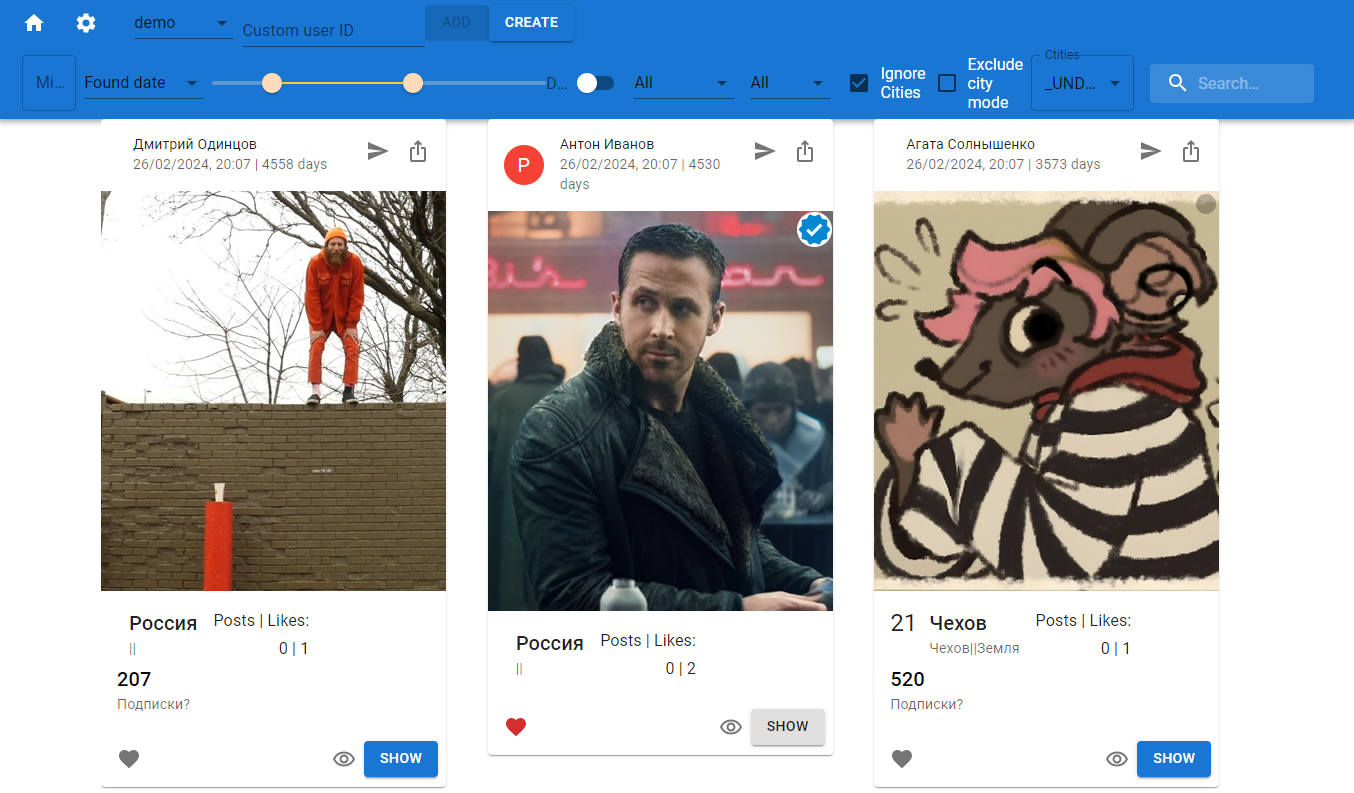 demo
Custom user ID
ADD
CREATE
Mi...
Found date
D...
All
All
Ignore
Cities
Exclude
city
mode
Ctities
_UND...
Search...
Дмитрий Одинцов
26/02/2024, 20:07 | 4558 days
Россия
Posts | Likes:
||
0 | 1
207
Подписки?
SHOW
P
Антон Иванов
26/02/2024, 20:07 | 4530
days
Россия
Posts | Likes:
||
0 | 2
SHOW
Агата Солнышенко
26/02/2024, 20:07 | 3573 days
21
Чехов
Posts | Likes:
Чехов||Земля
0 | 1
520
Подписки?
SHOW